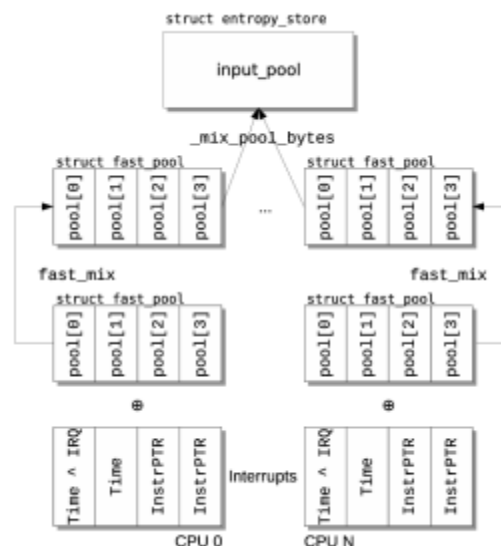 struct entropy_store
input_pool
_mix_pool_bytes
struct fast_pool
struct fast_pool
pool[0]
pool[1]
pool[2]
pool[3]
...
pool[0]
pool[1]
pool[2]
pool[3]
fast_mix
fast_mix
struct fast_pool
struct fast_pool
pool[0]
pool[1]
pool[2]
pool[3]
pool[0]
pool[1]
pool[2]
pool[3]
⊕
⊕
Time ^ IRQ
Time
InstrPTR
InstrPTR
Interrupts
Time ^ IRQ
Time
InstrPTR
InstrPTR
CPU 0
CPU N